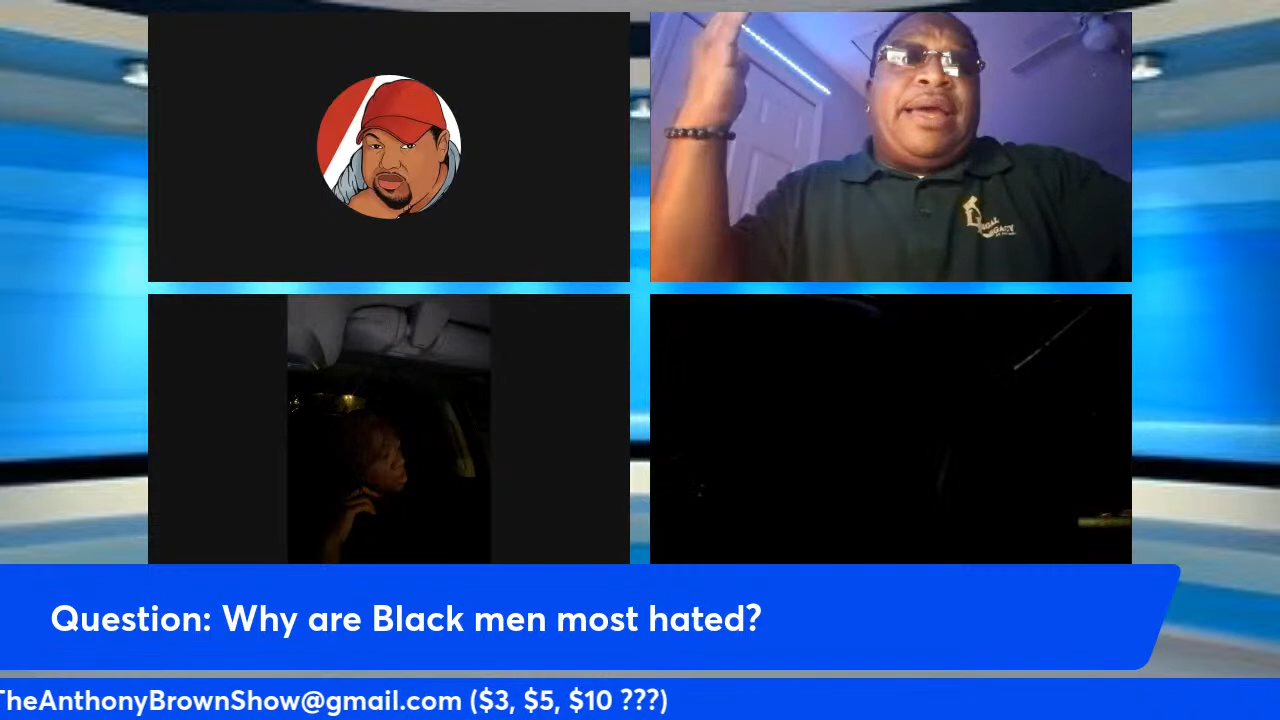 Question: Why are Black men most hated?
TheAnthonyBrownShow@gmail.com ($3, $5, $10 ???)